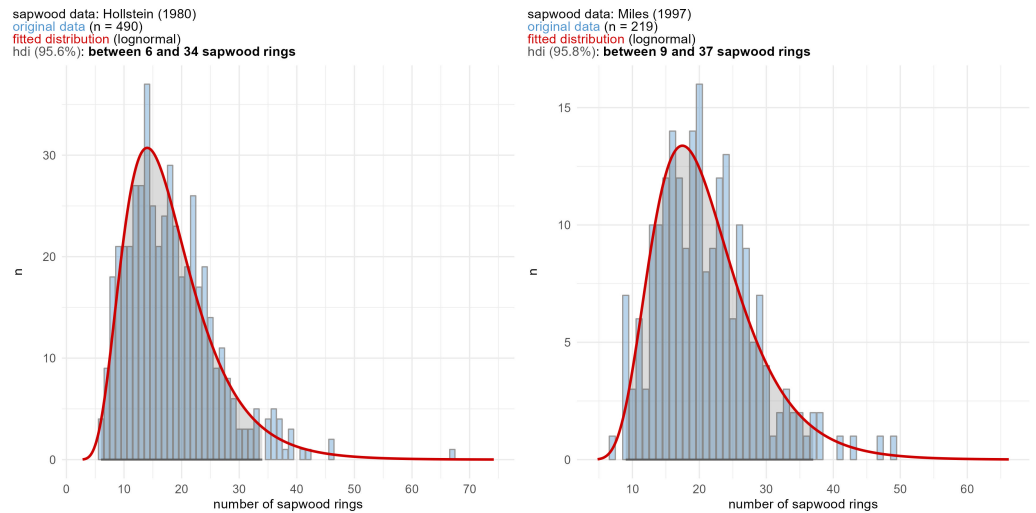 sapwood data: Hollstein (1980)
original data (n = 490)
fitted distribution (lognormal)
hdi (95.6%): between 6 and 34 sapwood rings
n
30
20
10
0
0 10 20 30 40 50 60 70
number of sapwood rings
sapwood data: Miles (1997)
original data (n = 219)
fitted distribution (lognormal)
hdi (95.8%): between 9 and 37 sapwood rings
n
15
10
5
0
10 20 30 40 50 60
number of sapwood rings